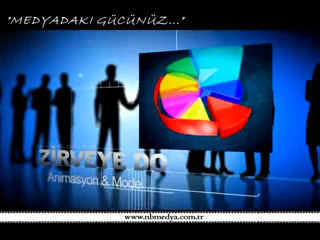 "MEDYADAKI GÜCÜNÜZ..."
ZİRVEYE DO
Animasyon & Model
www.nbmedya.com.tr